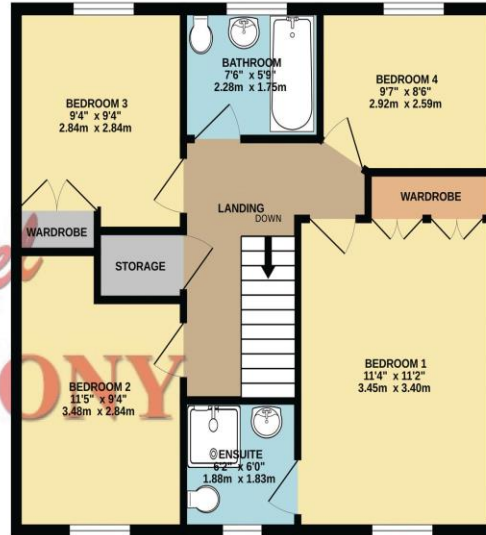 BATHROOM
7'6" x 5'9"
2.28m x 1.75m
BEDROOM 4
9'7" x 8'6"
2.92m x 2.59m
BEDROOM 3
9'4" x 9'4"
2.84m x 2.84m
WARDROBE
LANDING
DOWN
WARDROBE
STORAGE
BEDROOM 1
11'4" x 11'2"
3.45m x 3.40m
BEDROOM 2
11'5" x 9'4"
3.48m x 2.84m
ONY
ENSUITE
6'2" x 6'0"
1.88m x 1.83m